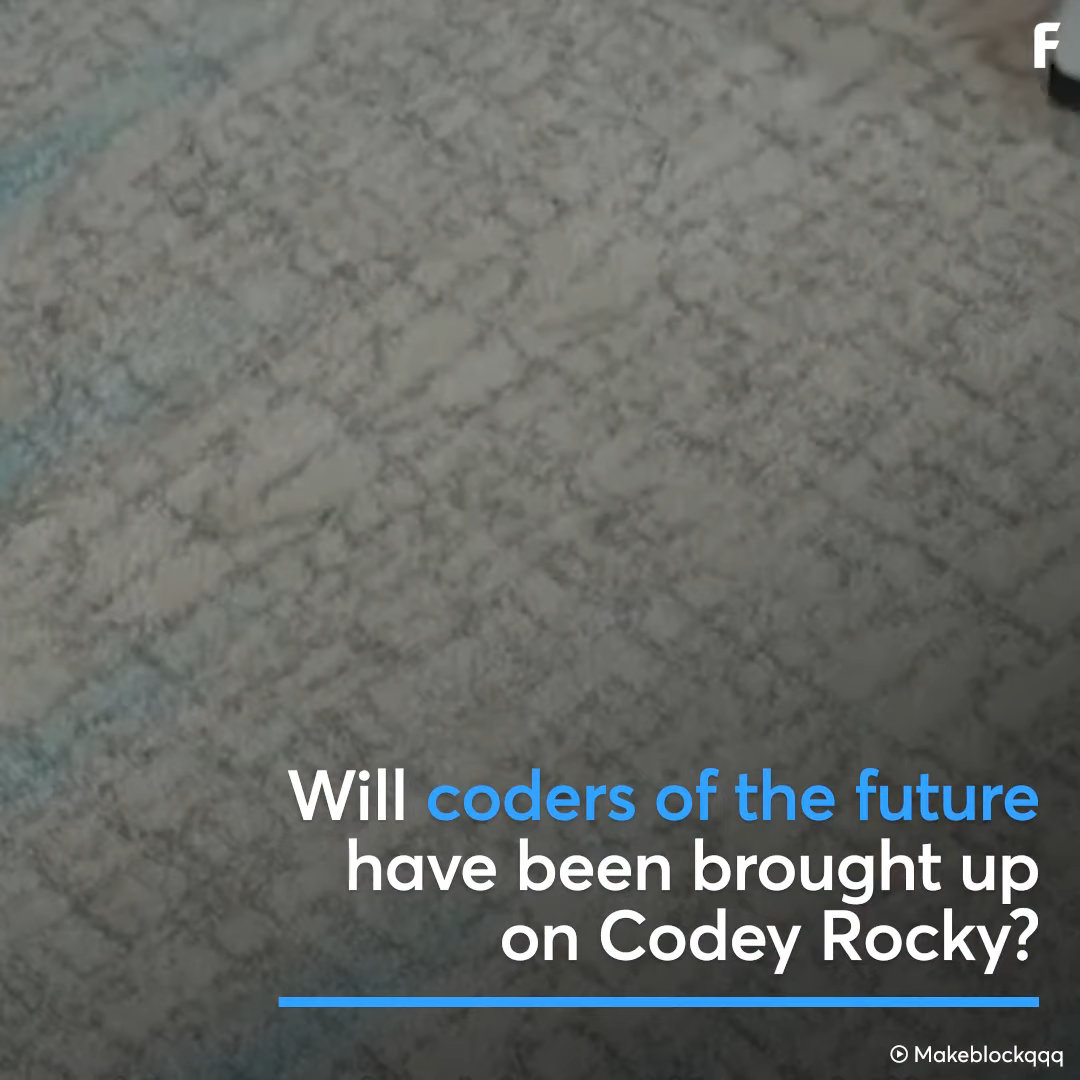 F
Will coders of the future
have been brought up
on Codey Rocky?
Makeblockqqq